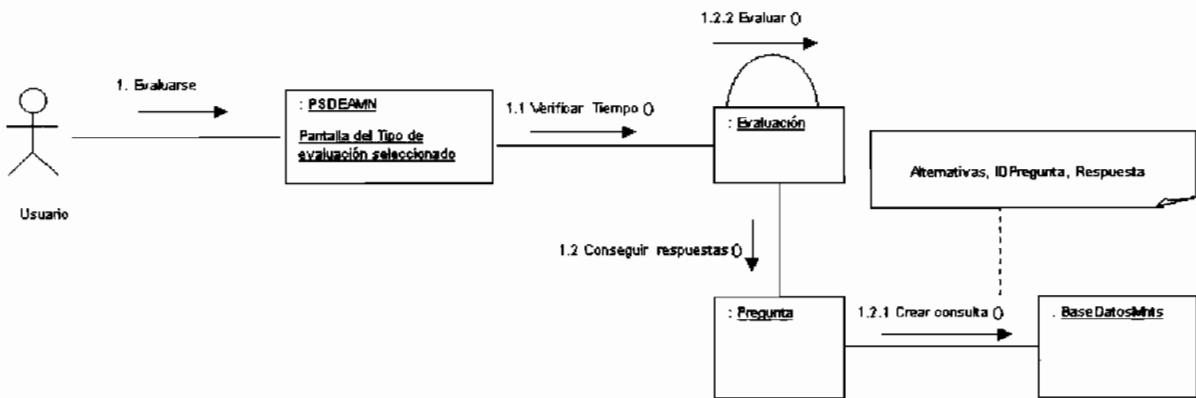 1.2.2 Evaluar ()
1. Evaluarse
: PSDEAMN
Pantalla del Tipo de
evaluación seleccionado
1.1 Verificar Tiempo ()
: Evaluación
Alternativas, IDPregunta, Respuesta
Usuario
1.2 Conseguir respuestas ()
: Pregunta
1.2.1 Crear consulta ()
: BaseDatosMnts